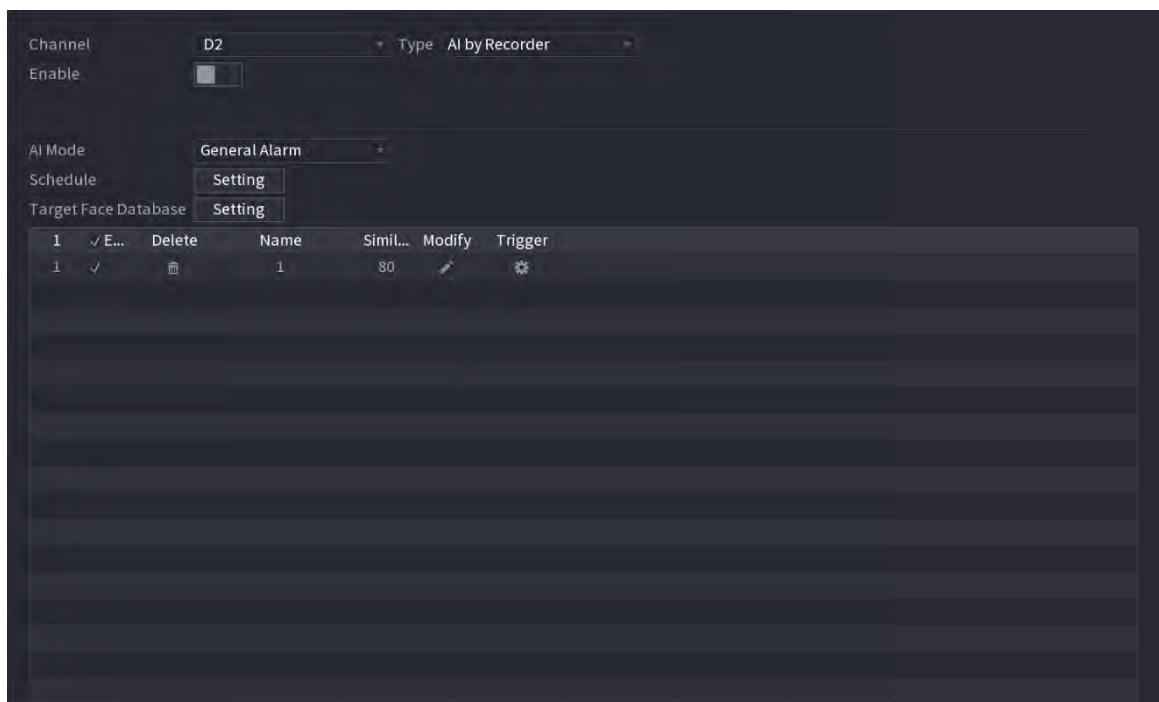 Channel D2 Type AI by Recorder
Enable
AI Mode General Alarm
Schedule Setting
Target Face Database Setting
1 ✓ E... Delete Name Simil... Modify Trigger
1 ✓ 1 80